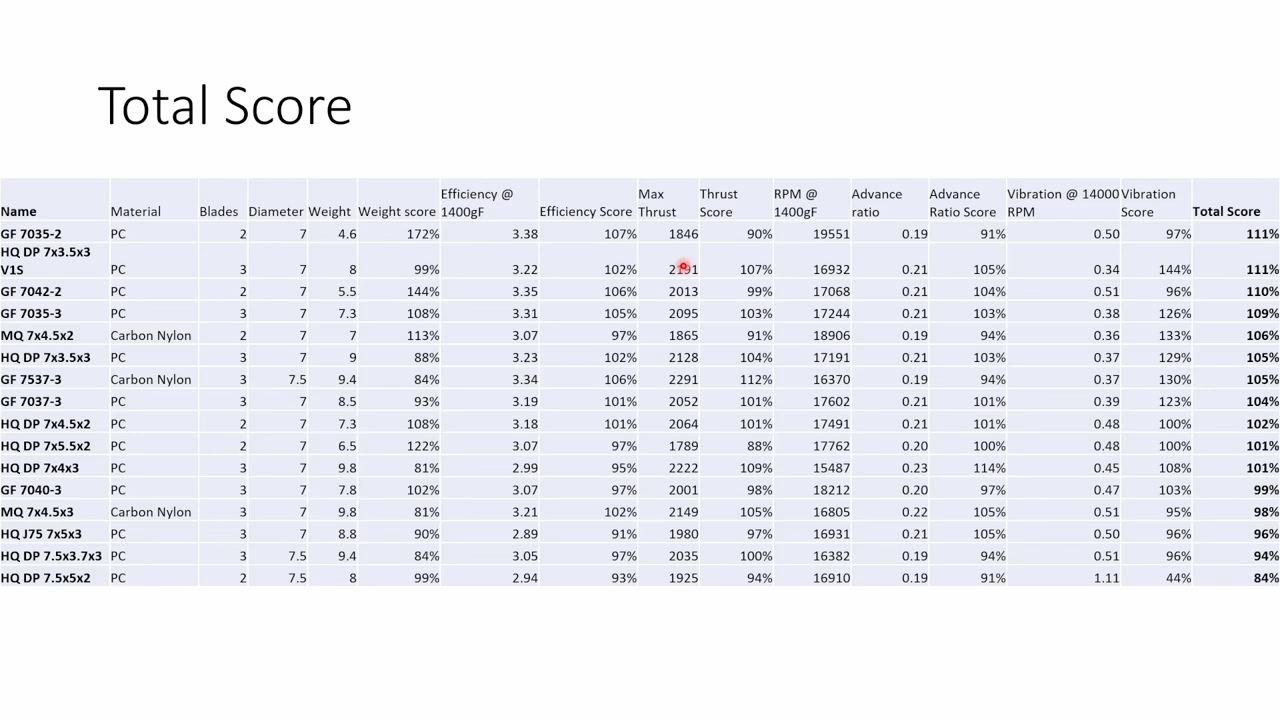 Total Score
Name Material Blades Diameter Weight Weight score Efficiency @ 1400gF Efficiency Score Max Thrust Thrust Score RPM @ 1400gF Advance ratio Advance Ratio Score Vibration @ 14000 RPM Vibration Score Total Score
GF 7035-2 PC 2 7 4.6 172% 3.38 107% 1846 90% 19551 0.19 91% 0.50 97% 111%
HQ DP 7x3.5x3 V1S PC 3 7 8 99% 3.22 102% 2191 107% 16932 0.21 105% 0.34 144% 111%
GF 7042-2 PC 2 7 5.5 144% 3.35 106% 2013 99% 17068 0.21 104% 0.51 96% 110%
GF 7035-3 PC 3 7 7.3 108% 3.31 105% 2095 103% 17244 0.21 103% 0.38 126% 109%
MQ 7x4.5x2 Carbon Nylon 2 7 7 113% 3.07 97% 1865 91% 18906 0.19 94% 0.36 133% 106%
HQ DP 7x3.5x3 PC 3 7 9 88% 3.23 102% 2128 104% 17191 0.21 103% 0.37 129% 105%
GF 7537-3 Carbon Nylon 3 7.5 9.4 84% 3.34 106% 2291 112% 16370 0.19 94% 0.37 130% 105%
GF 7037-3 PC 3 7 8.5 93% 3.19 101% 2052 101% 17602 0.21 101% 0.39 123% 104%
HQ DP 7x4.5x2 PC 2 7 7.3 108% 3.18 101% 2064 101% 17491 0.21 101% 0.48 100% 102%
HQ DP 7x5.5x2 PC 2 7 6.5 122% 3.07 97% 1789 88% 17762 0.20 100% 0.48 100% 101%
HQ DP 7x4x3 PC 3 7 9.8 81% 2.99 95% 2222 109% 15487 0.23 114% 0.45 108% 101%
GF 7040-3 PC 3 7 7.8 102% 3.07 97% 2001 98% 18212 0.20 97% 0.47 103% 99%
MQ 7x4.5x3 Carbon Nylon 3 7 9.8 81% 3.21 102% 2149 105% 16805 0.22 105% 0.51 95% 98%
HQ J75 7x5x3 PC 3 7 8.8 90% 2.89 91% 1980 97% 16931 0.21 105% 0.50 96% 96%
HQ DP 7.5x3.7x3 PC 3 7.5 9.4 84% 3.05 97% 2035 100% 16382 0.19 94% 0.51 96% 94%
HQ DP 7.5x5x2 PC 2 7.5 8 99% 2.94 93% 1925 94% 16910 0.19 91% 1.11 44% 84%